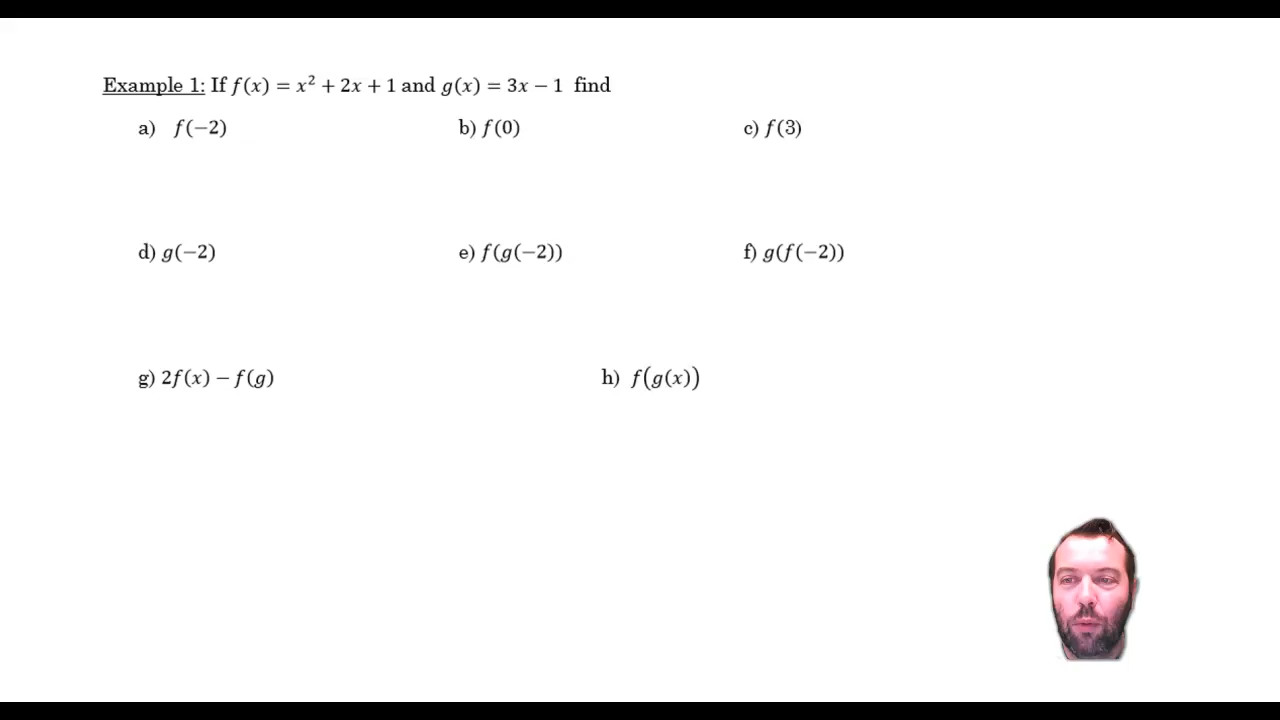 Example 1: If f(x) = x² + 2x + 1 and g(x) = 3x − 1 find
a) f(−2) b) f(0) c) f(3)
d) g(−2) e) f(g(−2)) f) g(f(−2))
g) 2f(x) − f(g) h) f(g(x))